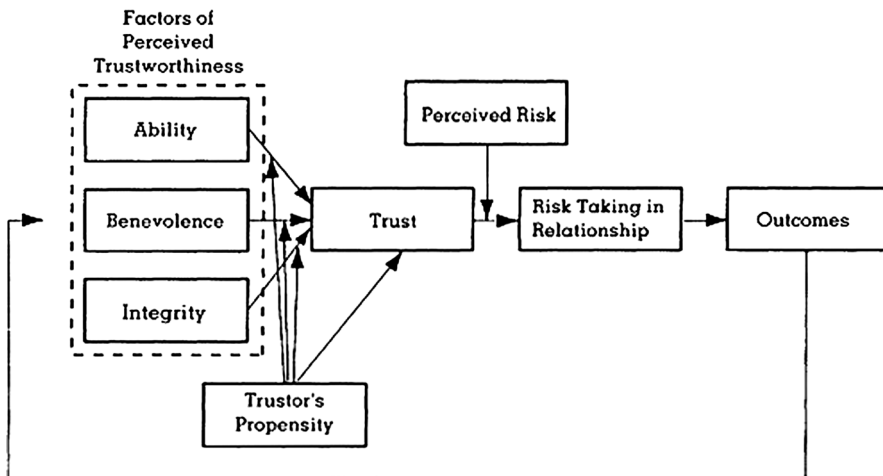 Factors of
Perceived
Trustworthiness
Ability
Benevolence
Integrity
Trustor's
Propensity
Trust
Perceived Risk
Risk Taking in
Relationship
Outcomes